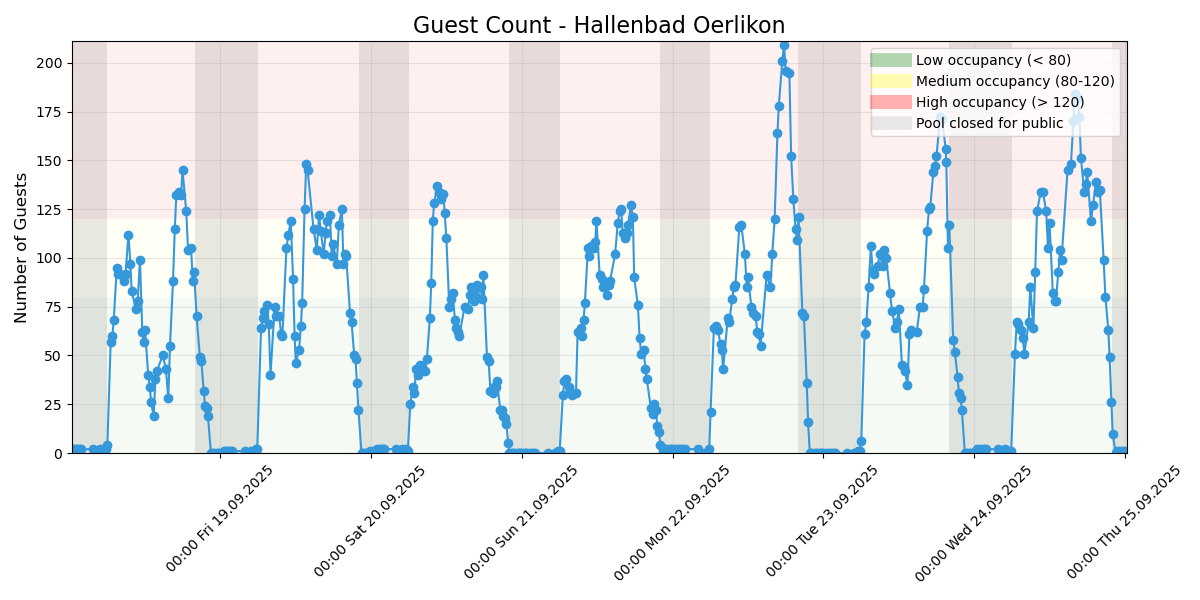 Guest Count - Hallenbad Oerlikon
Number of Guests
200
175
150
125
100
75
50
25
0
Low occupancy (< 80)
Medium occupancy (80-120)
High occupancy (> 120)
Pool closed for public
00:00 Fri 19.09.2025
00:00 Sat 20.09.2025
00:00 Sun 21.09.2025
00:00 Mon 22.09.2025
00:00 Tue 23.09.2025
00:00 Wed 24.09.2025
00:00 Thu 25.09.2025